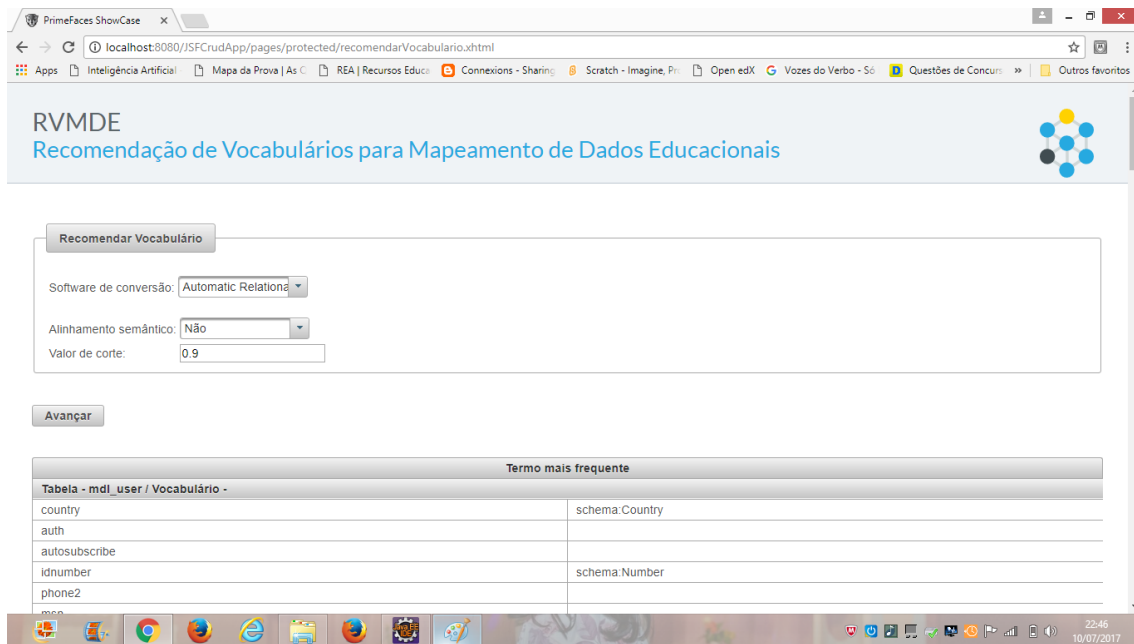 PrimeFaces ShowCase
localhost:8080/JSFCrudApp/pages/protected/recomendarVocabulario.xhtml
Apps Inteligência Artificial Mapa da Prova | As C REA | Recursos Educa Connexions - Sharing Scratch - Imagine, Pr Open edX Vozes do Verbo - Só Questões de Concurs » Outros favoritos
RVMDE
Recomendação de Vocabulários para Mapeamento de Dados Educacionais
Recomendar Vocabulário
Software de conversão: Automatic Relationa
Alinhamento semântico: Não
Valor de corte: 0.9
Avançar
Termo mais frequente
Tabela - mdl_user / Vocabulário -
country schema:Country
auth
autosubscribe
idnumber schema:Number
phone2
msn
22:46
10/07/2017